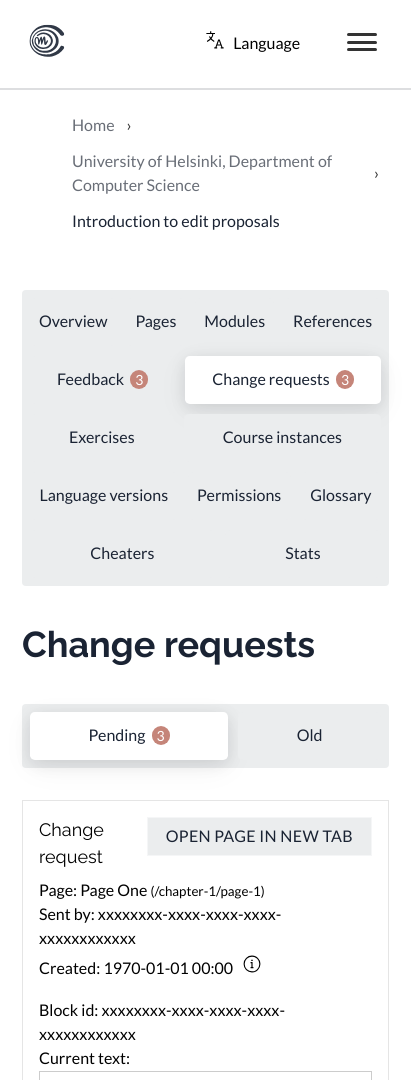 Language
Home ›
University of Helsinki, Department of
Computer Science ›
Introduction to edit proposals
Overview Pages Modules References
Feedback 3 Change requests 3
Exercises Course instances
Language versions Permissions Glossary
Cheaters Stats
Change requests
Pending 3 Old
Change
request
OPEN PAGE IN NEW TAB
Page: Page One (/chapter-1/page-1)
Sent by: xxxxxxxx-xxxx-xxxx-xxxx-
xxxxxxxxxxxx
Created: 1970-01-01 00:00
Block id: xxxxxxxx-xxxx-xxxx-xxxx-
xxxxxxxxxxxx
Current text: